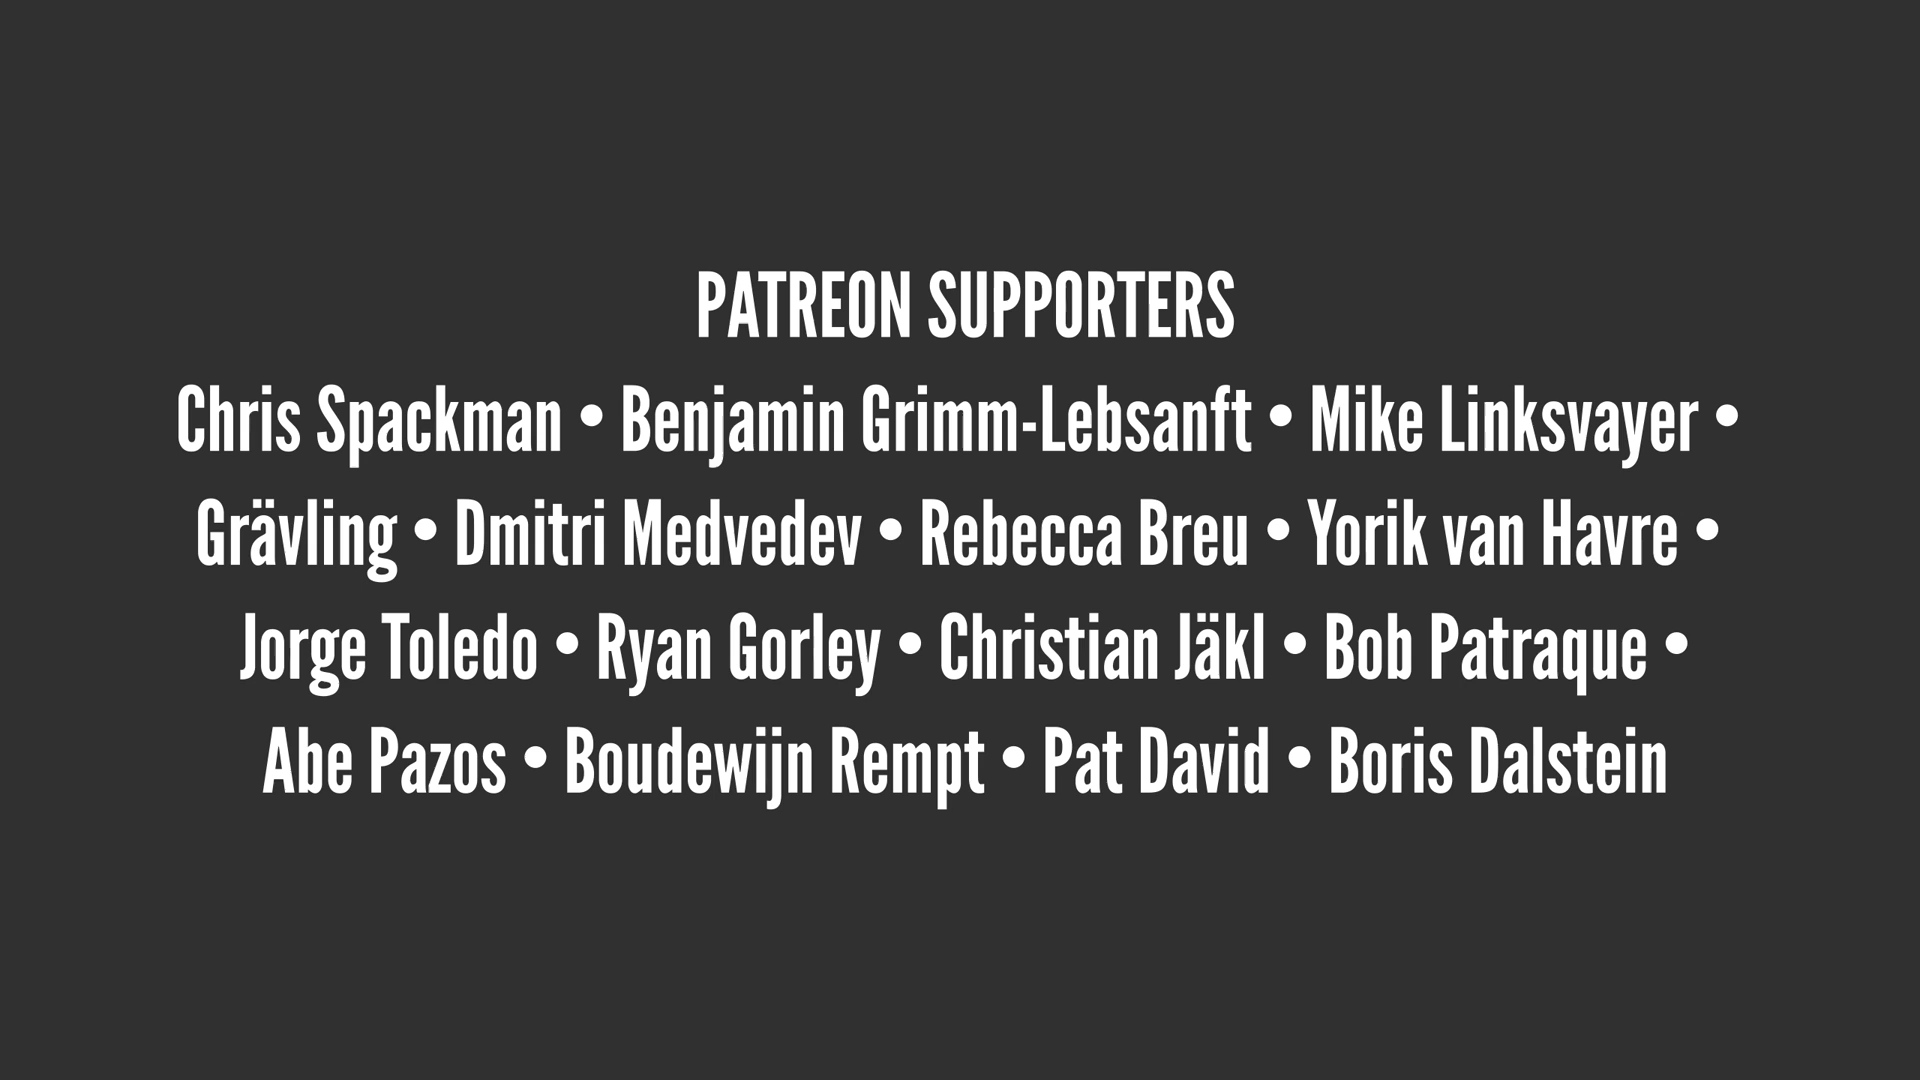 PATREON SUPPORTERS
Chris Spackman • Benjamin Grimm-Lebsanft • Mike Linksvayer •
Grävling • Dmitri Medvedev • Rebecca Breu • Yorik van Havre •
Jorge Toledo • Ryan Gorley • Christian Jäkl • Bob Patraque •
Abe Pazos • Boudewijn Rempt • Pat David • Boris Dalstein